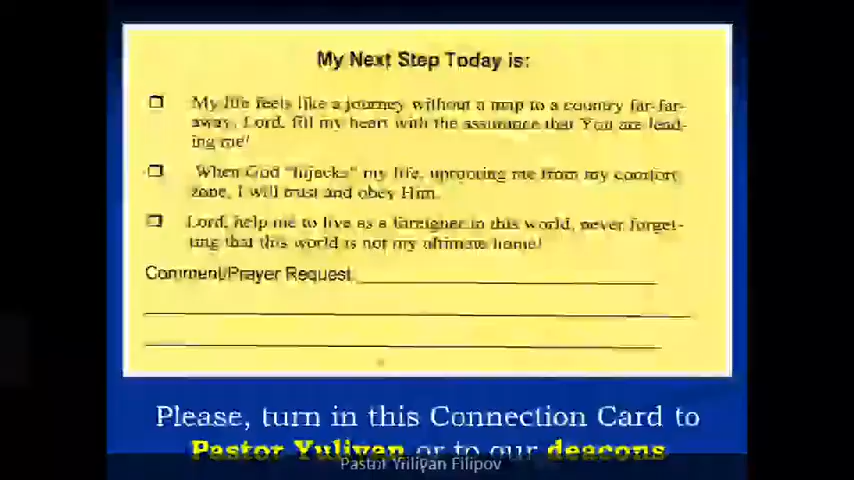 My Next Step Today is:
My life feels like a journey without a map to a country far-far-
away. Lord, fill my heart with the assurance that You are lead-
ing me!
When God "hijacks" my life, uprooting me from my comfort
zone, I will trust and obey Him.
Lord, help me to live as a foreigner in this world, never forget-
ting that this world is not my ultimate home!
Comment/Prayer Request
Please, turn in this Connection Card to
Pastor Yuliyan or to our deacons
Pastor Yriliyan Filipov